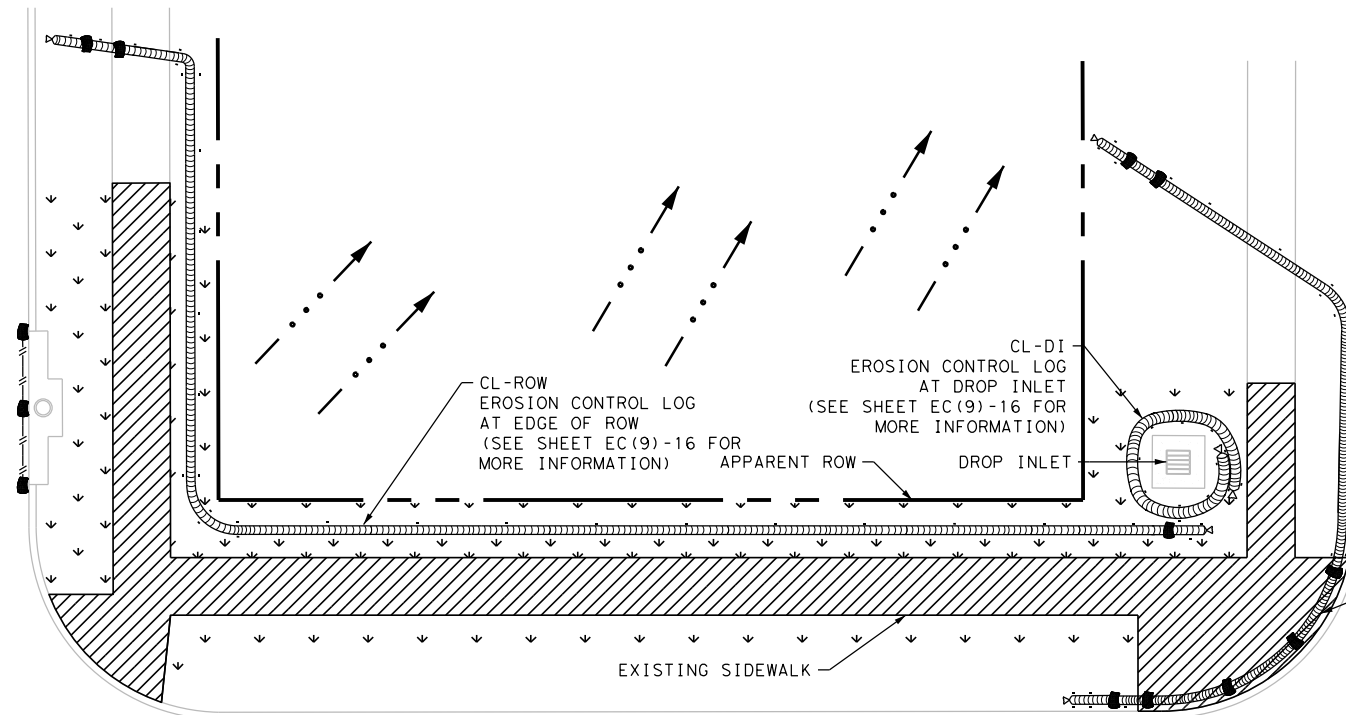 CL-ROW
EROSION CONTROL LOG
AT EDGE OF ROW
(SEE SHEET EC(9)-16 FOR
MORE INFORMATION)
CL-DI
EROSION CONTROL LOG
AT DROP INLET
(SEE SHEET EC(9)-16 FOR
MORE INFORMATION)
APPARENT ROW
DROP INLET
EXISTING SIDEWALK